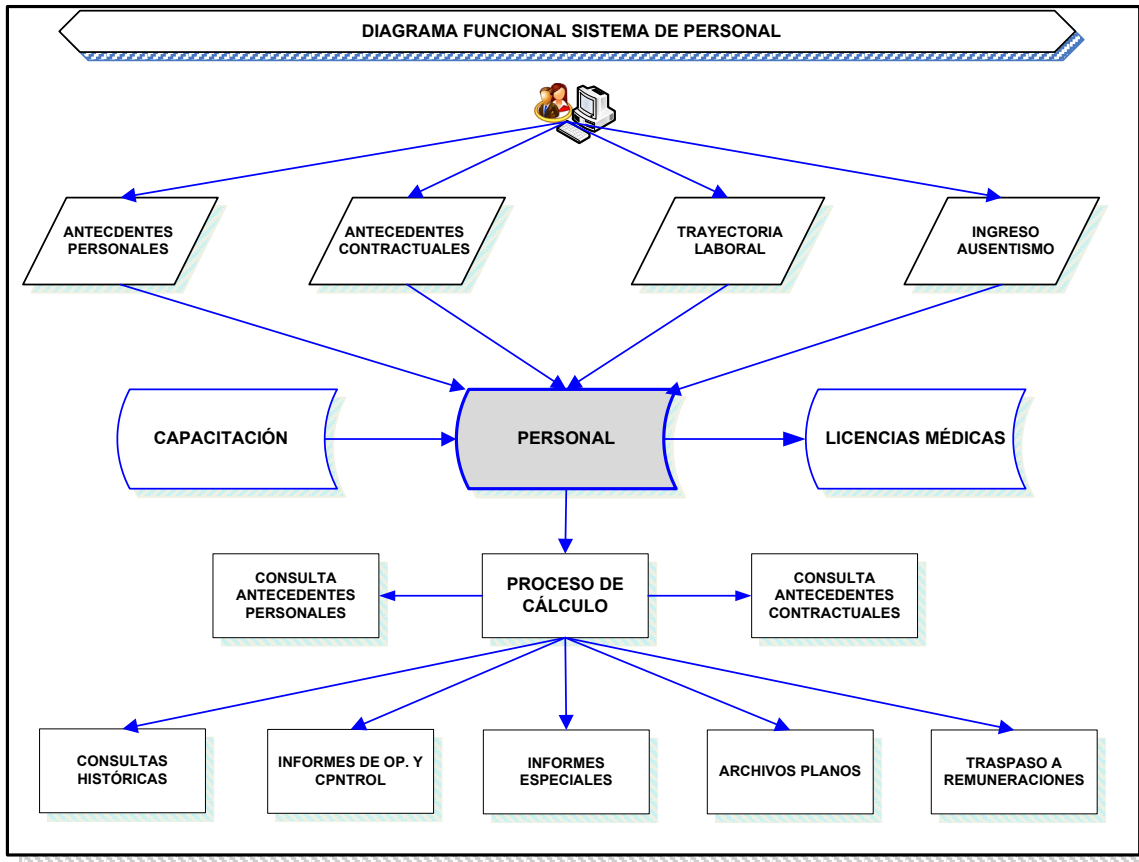 DIAGRAMA FUNCIONAL SISTEMA DE PERSONAL
ANTECDENTES
PERSONALES
ANTECEDENTES
CONTRACTUALES
TRAYECTORIA
LABORAL
INGRESO
AUSENTISMO
CAPACITACIÓN
PERSONAL
LICENCIAS MÉDICAS
CONSULTA
ANTECEDENTES
PERSONALES
PROCESO DE
CÁLCULO
CONSULTA
ANTECEDENTES
CONTRACTUALES
CONSULTAS
HISTÓRICAS
INFORMES DE OP. Y
CPNTROL
INFORMES
ESPECIALES
ARCHIVOS PLANOS
TRASPASO A
REMUNERACIONES